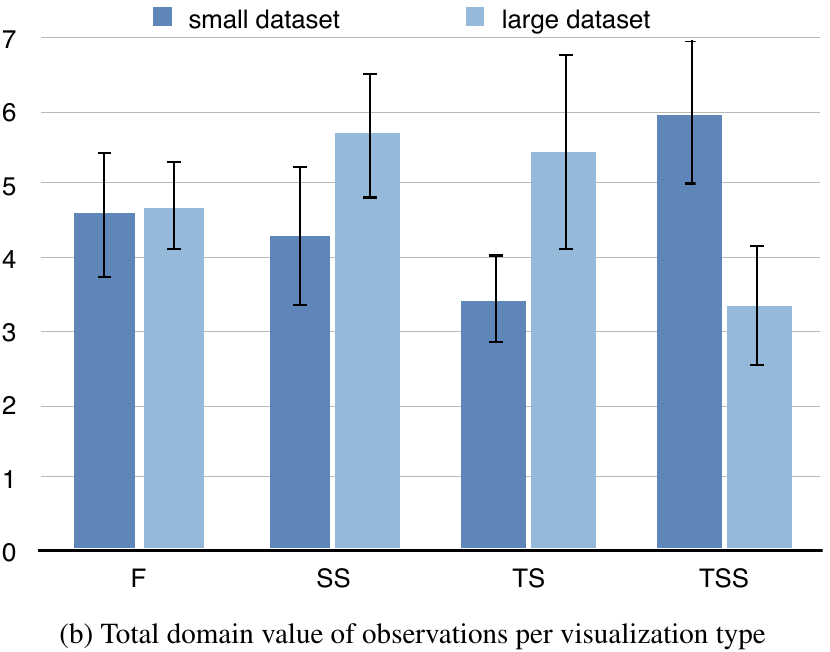 small dataset large dataset
7
6
5
4
3
2
1
0
F SS TS TSS
(b) Total domain value of observations per visualization type